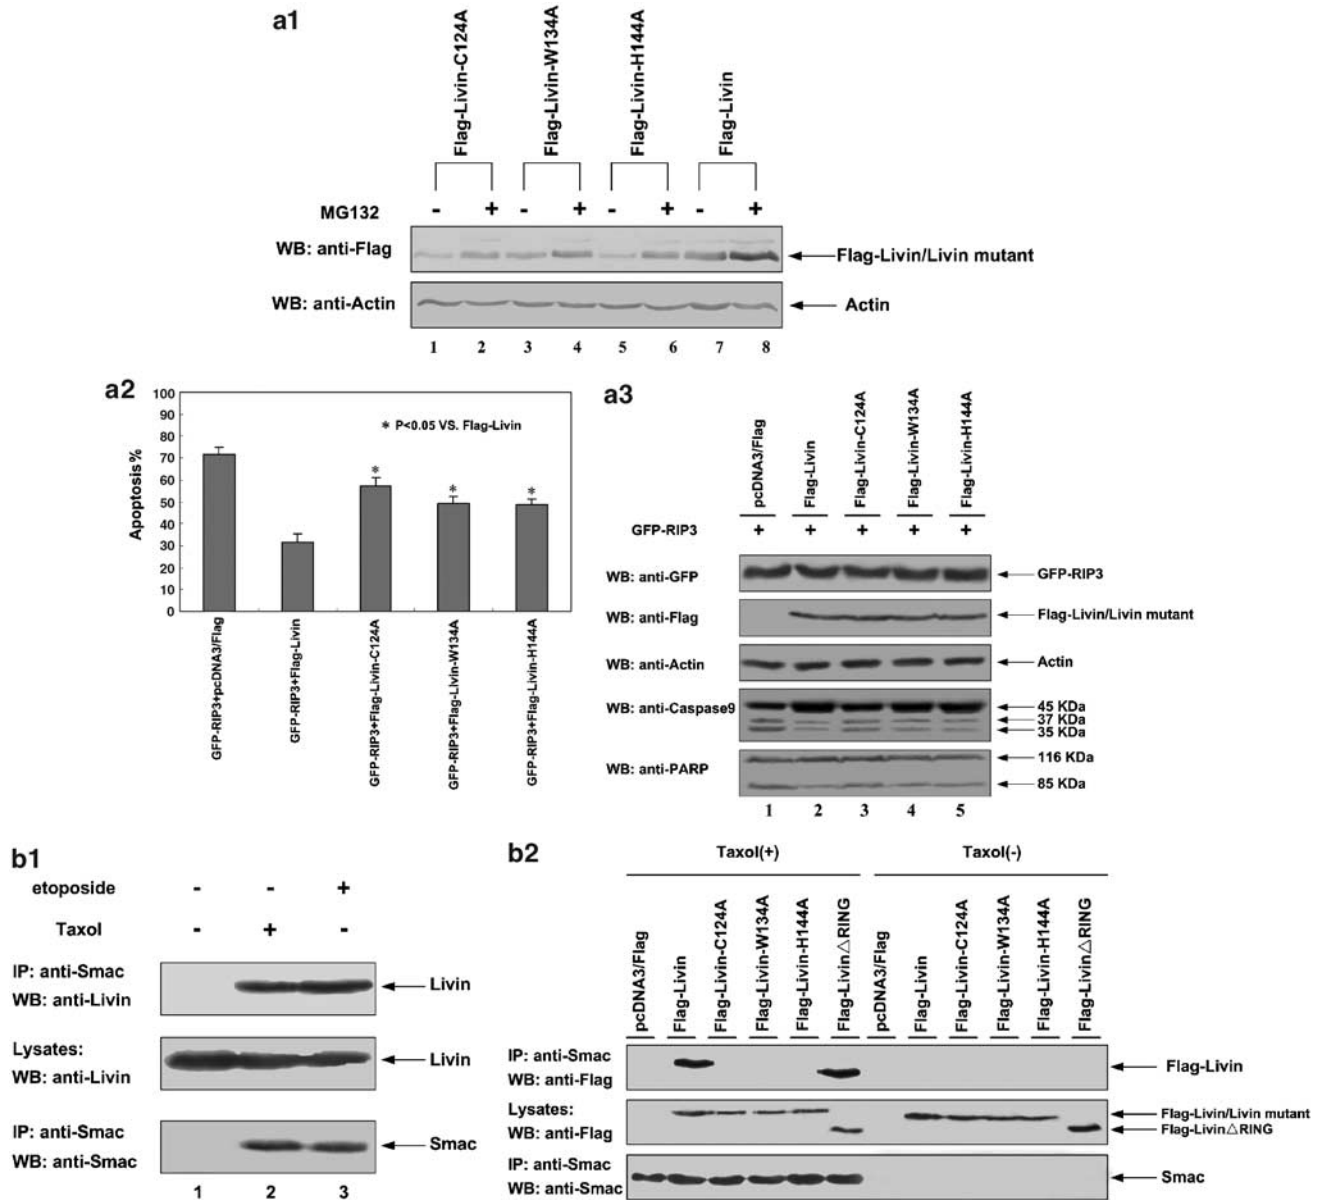 a1
Flag-Livin-C124A
Flag-Livin-W134A
Flag-Livin-H144A
Flag-Livin
MG132 - + - + - + - +
WB: anti-Flag
Flag-Livin/Livin mutant
WB: anti-Actin
Actin
1 2 3 4 5 6 7 8
a2
100
90
80
70
60
50
40
30
20
10
0
Apoptosis%
* P<0.05 VS. Flag-Livin
* * *
GFP-RIP3+pcDNA3/Flag
GFP-RIP3+Flag-Livin
GFP-RIP3+Flag-Livin-C124A
GFP-RIP3+Flag-Livin-W134A
GFP-RIP3+Flag-Livin-H144A
a3
pcDNA3/Flag
Flag-Livin
Flag-Livin-C124A
Flag-Livin-W134A
Flag-Livin-H144A
GFP-RIP3 + + + + +
WB: anti-GFP
GFP-RIP3
WB: anti-Flag
Flag-Livin/Livin mutant
WB: anti-Actin
Actin
WB: anti-Caspase9
45 KDa
37 KDa
35 KDa
WB: anti-PARP
116 KDa
85 KDa
1 2 3 4 5
b1
etoposide - - +
Taxol - + -
IP: anti-Smac
WB: anti-Livin
Livin
Lysates:
WB: anti-Livin
Livin
IP: anti-Smac
WB: anti-Smac
Smac
1 2 3
b2
Taxol(+)
Taxol(-)
pcDNA3/Flag
Flag-Livin
Flag-Livin-C124A
Flag-Livin-W134A
Flag-Livin-H144A
Flag-Livin△RING
pcDNA3/Flag
Flag-Livin
Flag-Livin-C124A
Flag-Livin-W134A
Flag-Livin-H144A
Flag-Livin△RING
IP: anti-Smac
WB: anti-Flag
Flag-Livin
Lysates:
WB: anti-Flag
Flag-Livin/Livin mutant
Flag-Livin△RING
IP: anti-Smac
WB: anti-Smac
Smac